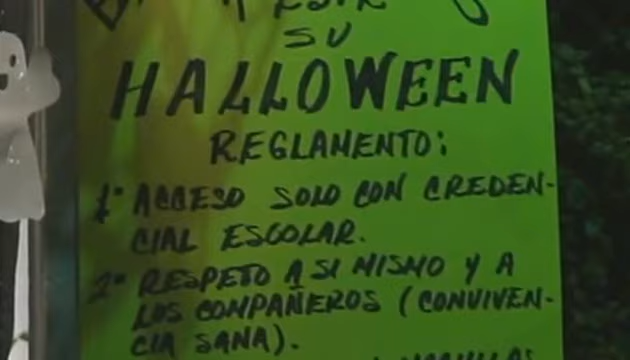 A ESTE
SU
HALLOWEEN
REGLAMENTO:
1° ACCESO SOLO CON CREDEN-
CIAL ESCOLAR.
2° RESPETO A SI MISMO Y A
LOS COMPAÑEROS (CONVIVEN-
CIA SANA).